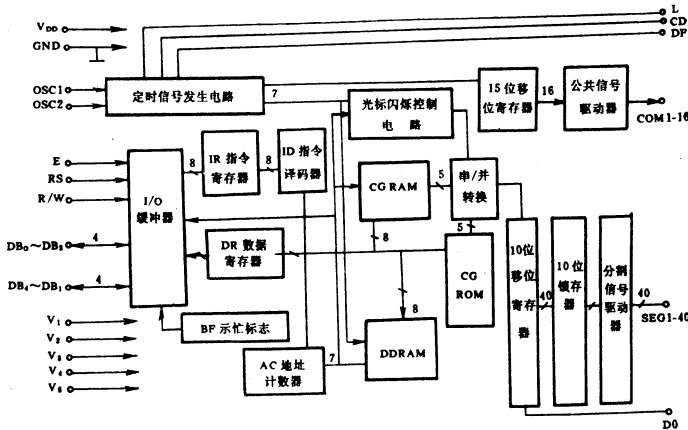 V_DD
GND
L
CD
DF
OSC1
OSC2
定时信号发生电路
7
光标闪烁控制
电 路
15位移
位寄存器
16
公共信号
驱动器
COM1-16
E
RS
R/W
I/O
缓冲器
8
IR 指令
寄存器
8
ID 指令
译码器
CG RAM
5
串/并
转换
DB₀～DB₃
4
DR 数据
寄存器
8
5
CG
ROM
10位
移位
寄存
器
40
10位
锁存
器
分割
信号
驱动
器
40
SEG1-40
DB₄～DB₁
4
8
V₁
V₂
V₃
V₄
V₅
BF 示忙标志
AC 地址
计数器
7
DDRAM
D0